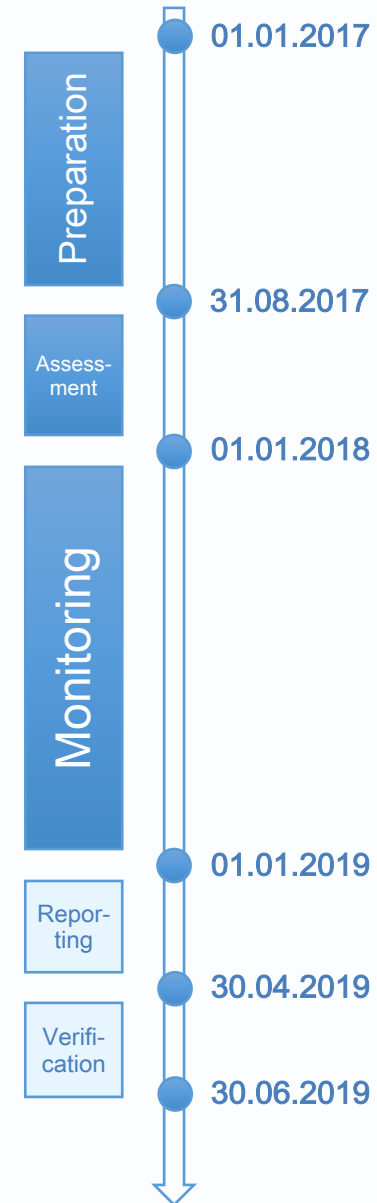 01.01.2017
Preparation
31.08.2017
Assess-
ment
01.01.2018
Monitoring
01.01.2019
Repor-
ting
30.04.2019
Verifi-
cation
30.06.2019